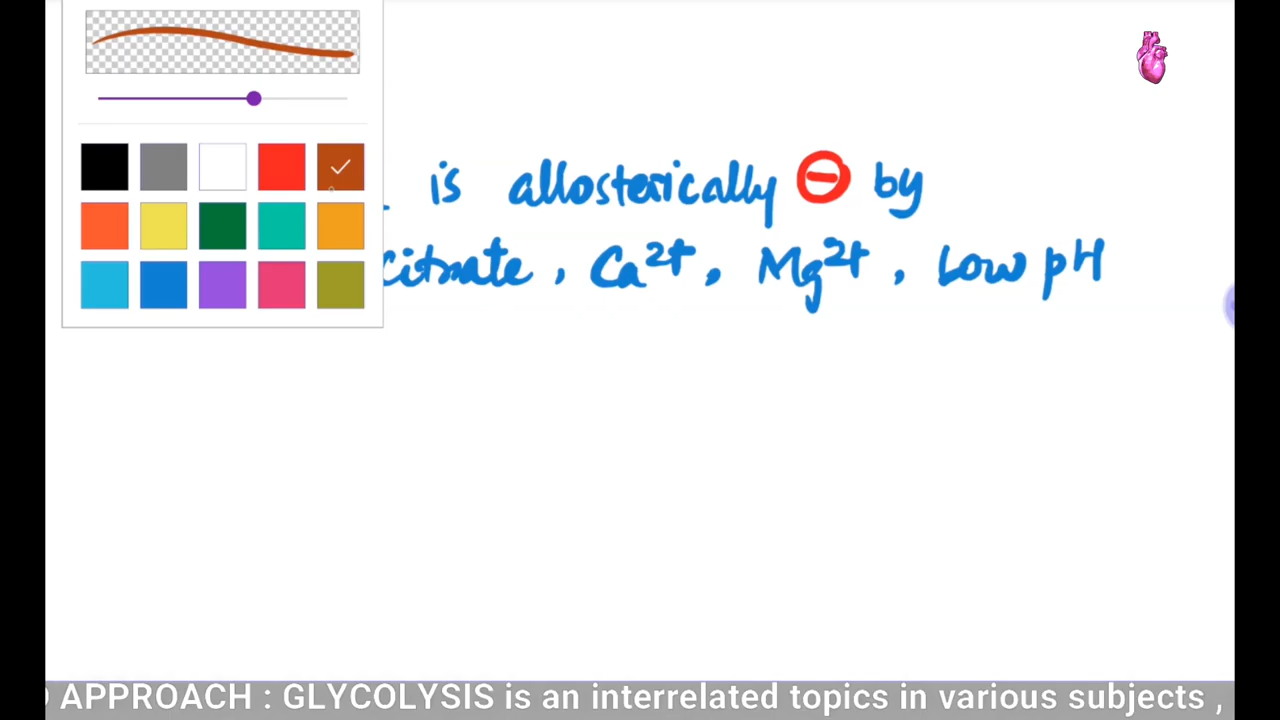 is allosterically ⊖ by
citrate, Ca²⁺, Mg²⁺, Low pH
APPROACH : GLYCOLYSIS is an interrelated topics in various subjects ,